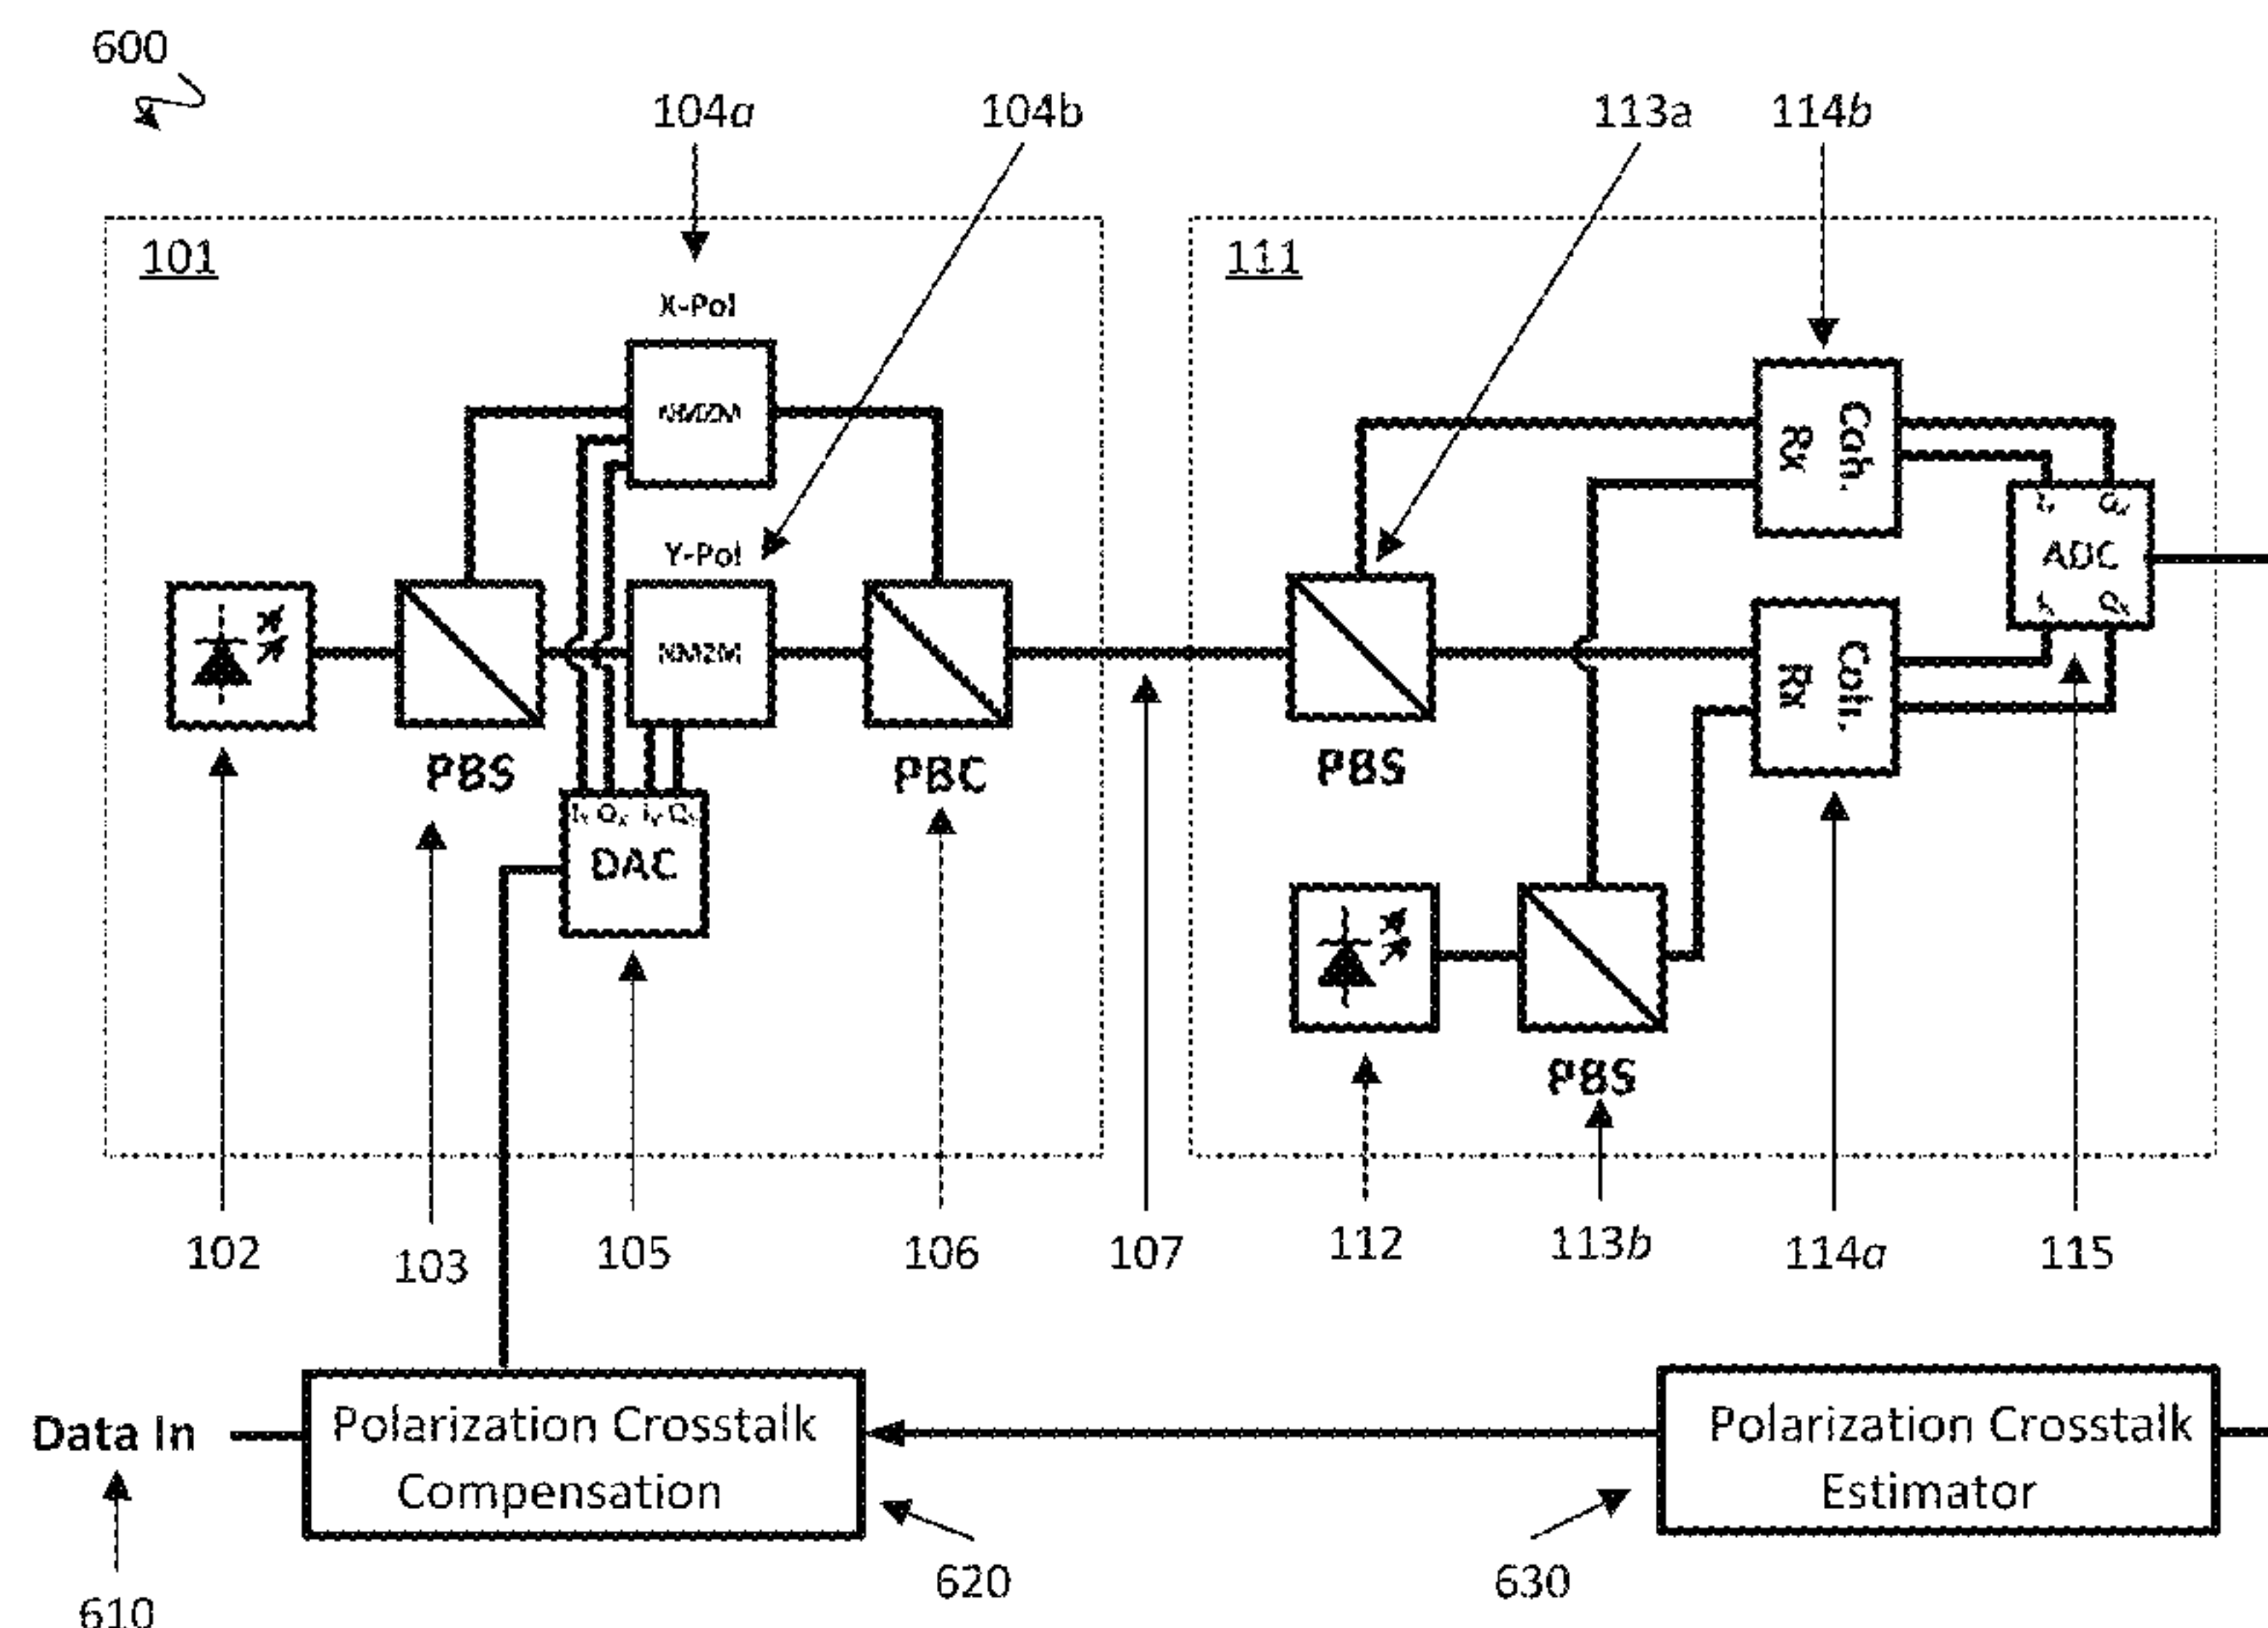 600
104a
104b
113a
114b
101
111
X-Pol
NMZM
Coh.
Rx
Y-Pol
NMZM
ADC
Coh.
Rx
PBS
PBC
PBS
DAC
PBS
102
103
105
106
107
112
113b
114a
115
Data In
Polarization Crosstalk
Compensation
Polarization Crosstalk
Estimator
620
630
610